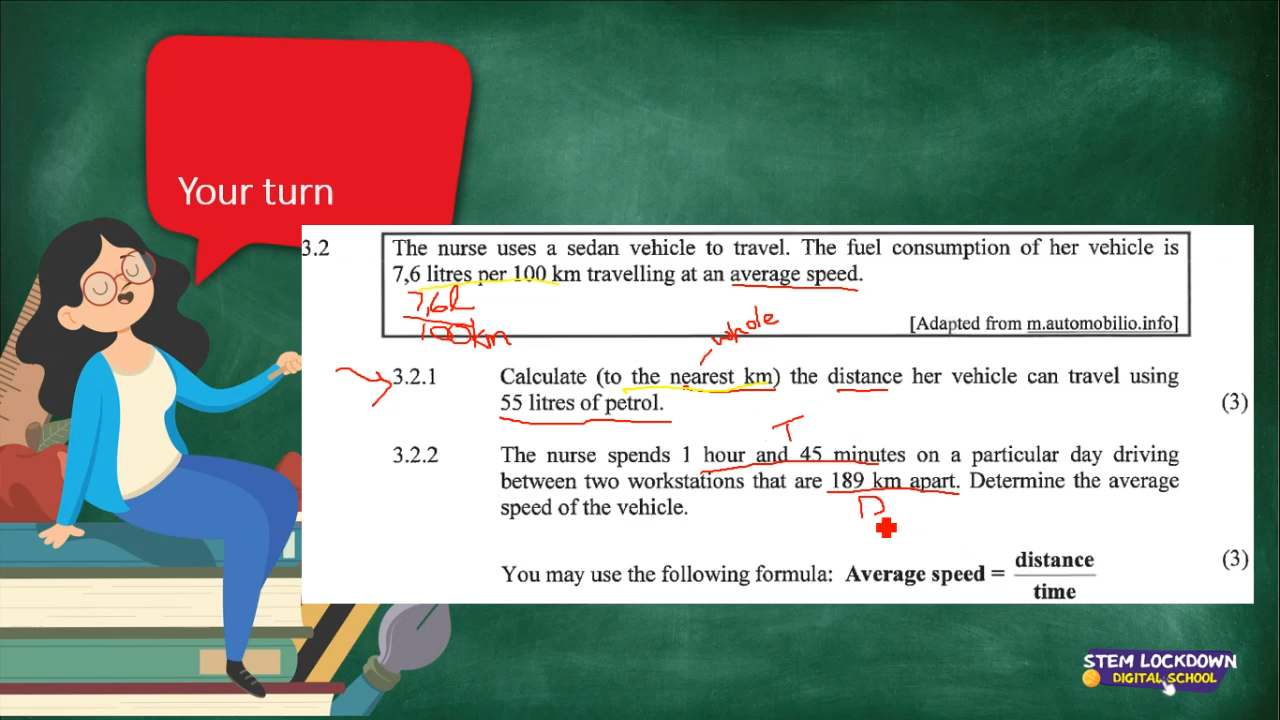 Your turn
3.2
The nurse uses a sedan vehicle to travel. The fuel consumption of her vehicle is
7,6 litres per 100 km travelling at an average speed.
7,6l
100km
[Adapted from m.automobilio.info]
whole
3.2.1 Calculate (to the nearest km) the distance her vehicle can travel using
55 litres of petrol. (3)
T
3.2.2 The nurse spends 1 hour and 45 minutes on a particular day driving
between two workstations that are 189 km apart. Determine the average
speed of the vehicle.
D
You may use the following formula: Average speed = distance
time
(3)
STEM LOCKDOWN
DIGITAL SCHOOL